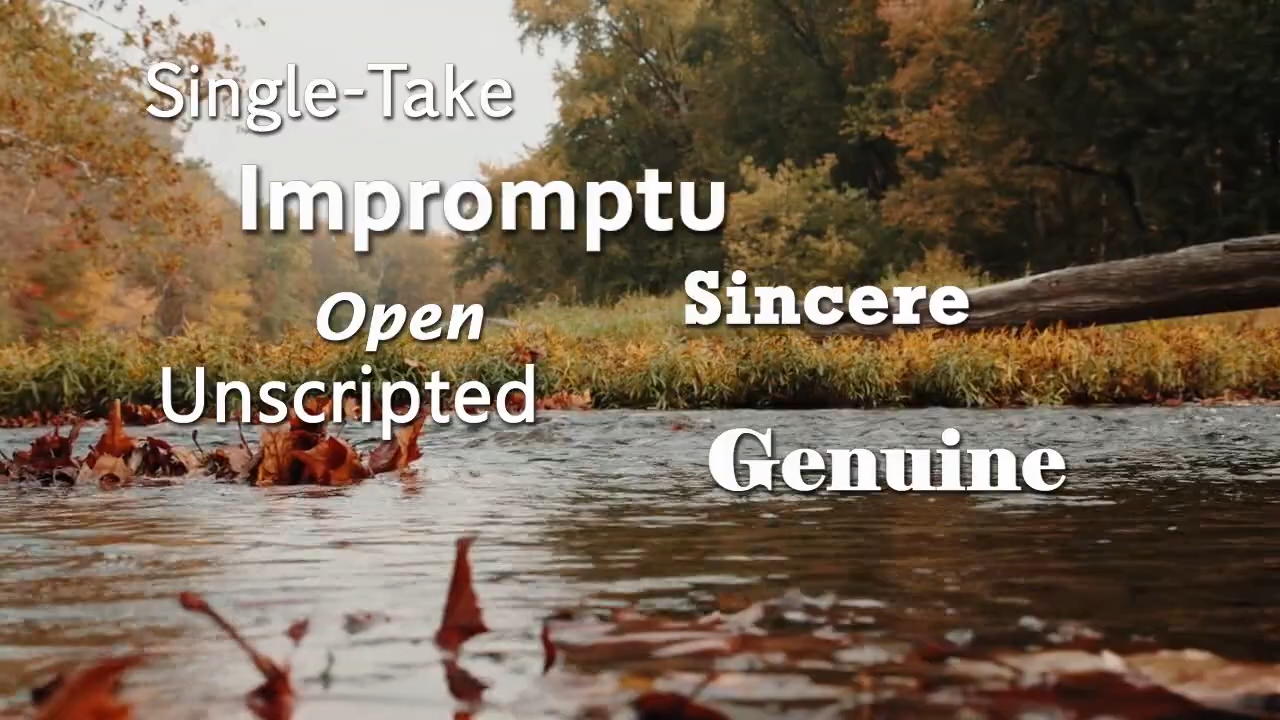 Single-Take
Impromptu
Sincere
Open
Unscripted
Genuine